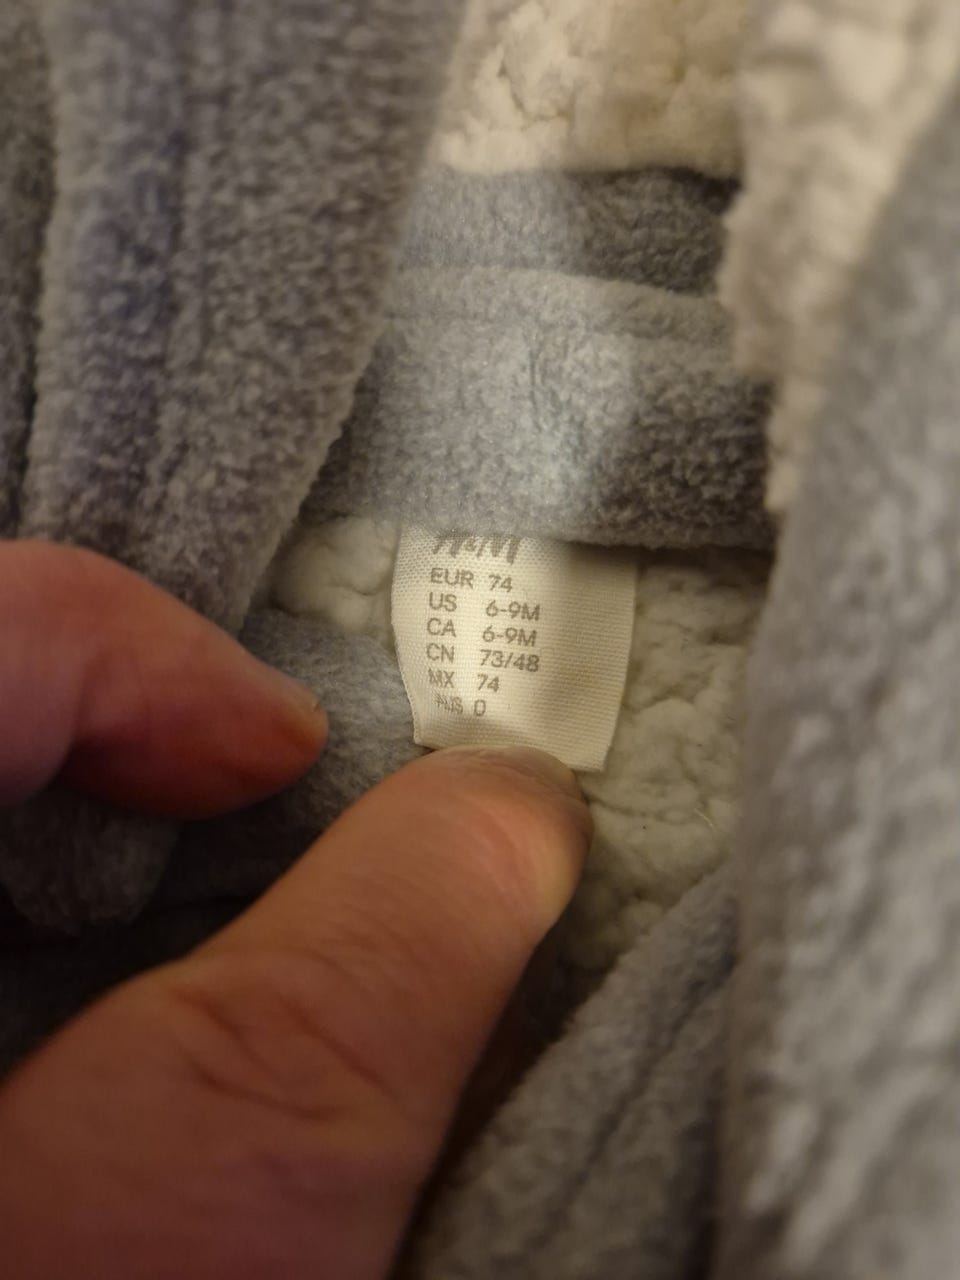 H&M
EUR 74
US 6-9M
CA 6-9M
CN 73/48
MX 74
AUS 0